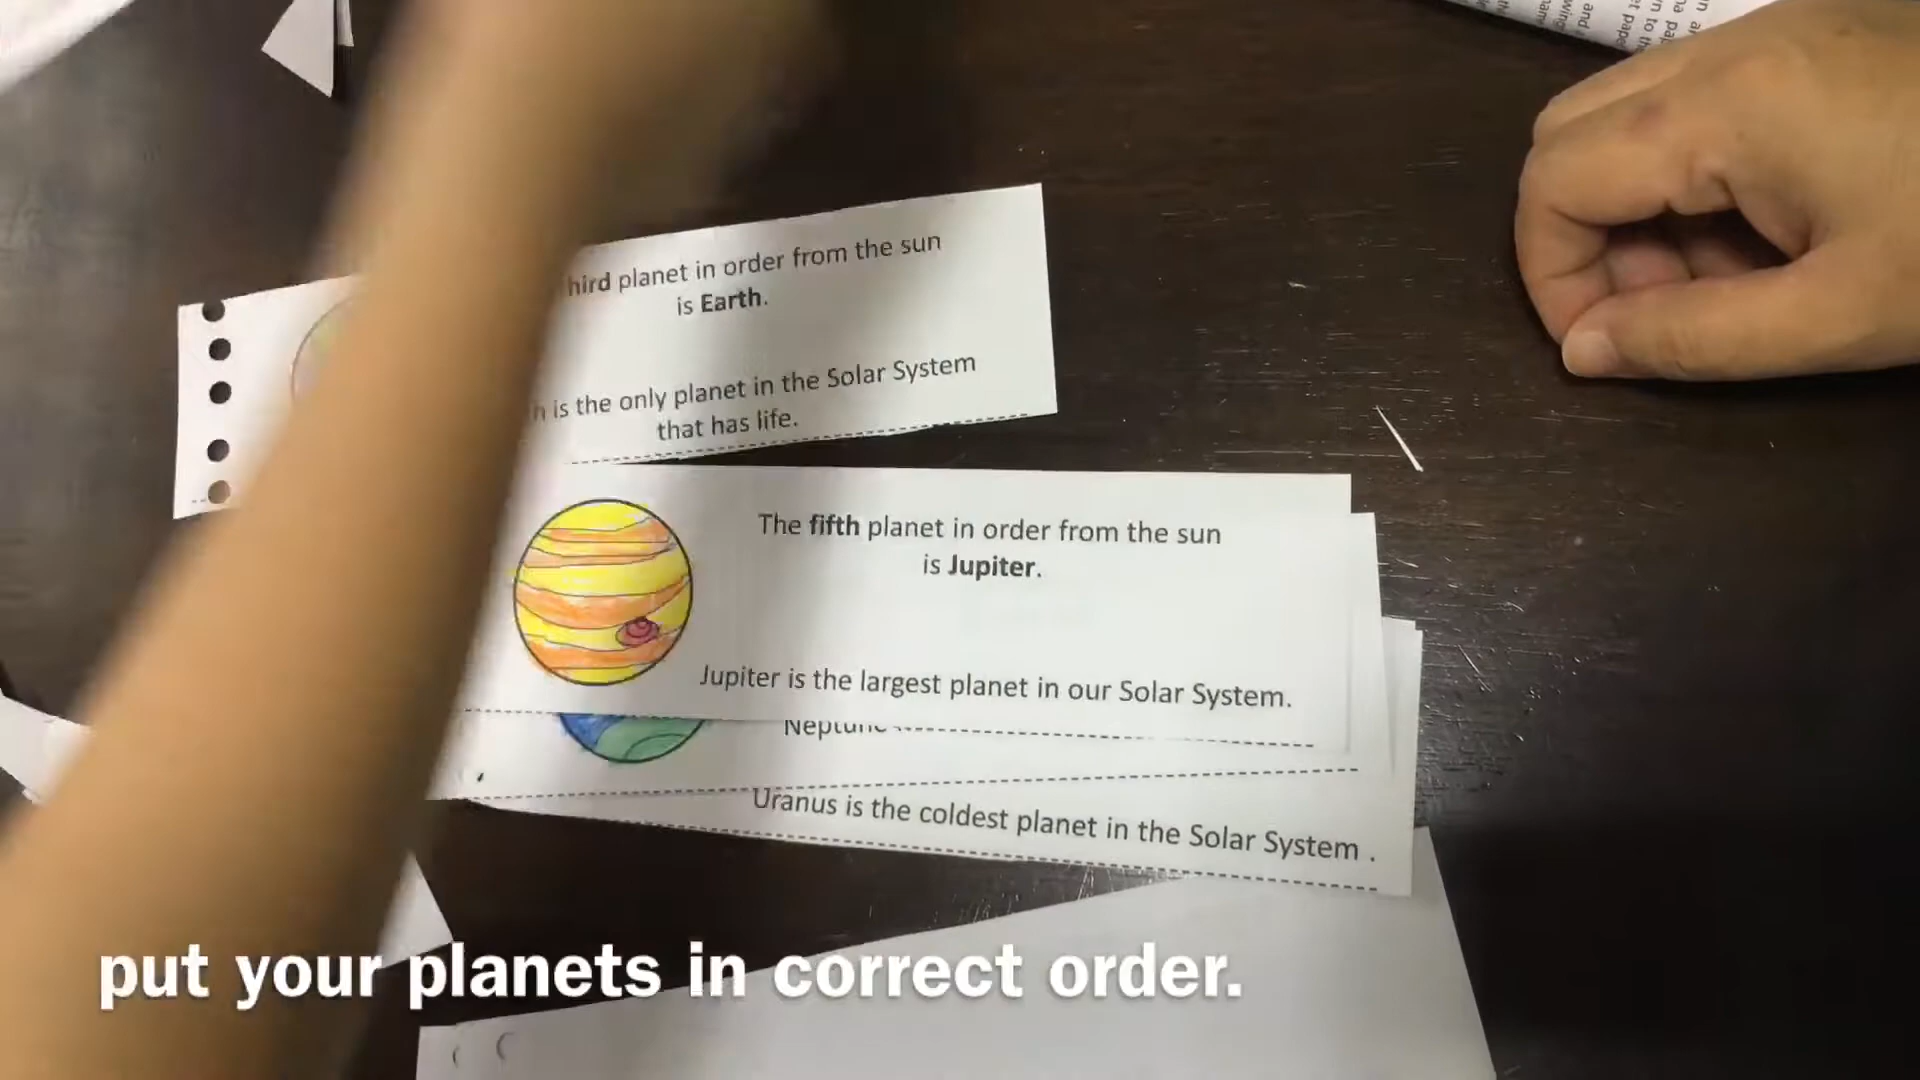 planet in order from the sun
is Earth.
is the only planet in the Solar System
that has life.
The fifth planet in order from the sun
is Jupiter.
Jupiter is the largest planet in our Solar System.
Uranus is the coldest planet in the Solar System .
put your planets in correct order.